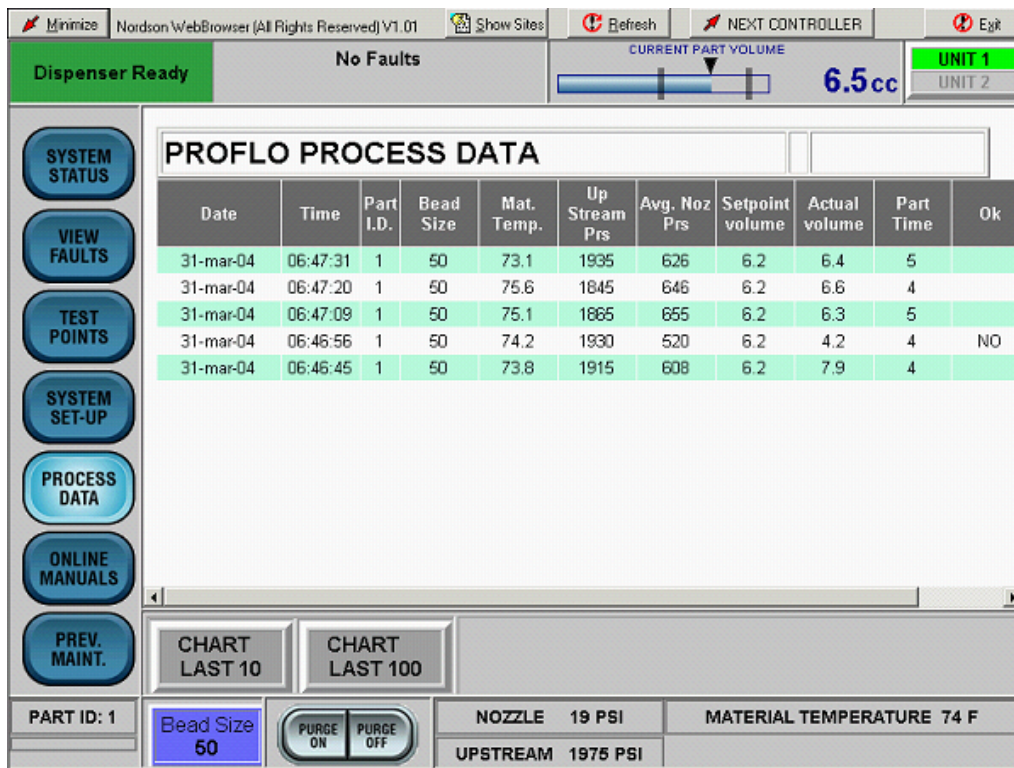 Minimize Nordson WebBrowser (All Rights Reserved) V1.01 Show Sites Refresh NEXT CONTROLLER Exit
Dispenser Ready
No Faults
CURRENT PART VOLUME
6.5cc
UNIT 1
UNIT 2
SYSTEM
STATUS
VIEW
FAULTS
TEST
POINTS
SYSTEM
SET-UP
PROCESS
DATA
ONLINE
MANUALS
PREV.
MAINT.
PROFLO PROCESS DATA
Date Time Part I.D. Bead Size Mat. Temp. Up Stream Prs Avg. Noz Prs Setpoint volume Actual volume Part Time Ok
31-mar-04 06:47:31 1 50 73.1 1935 626 6.2 6.4 5
31-mar-04 06:47:20 1 50 75.6 1845 646 6.2 6.6 4
31-mar-04 06:47:09 1 50 75.1 1865 655 6.2 6.3 5
31-mar-04 06:46:56 1 50 74.2 1930 520 6.2 4.2 4 NO
31-mar-04 06:46:45 1 50 73.8 1915 608 6.2 7.9 4
CHART
LAST 10
CHART
LAST 100
PART ID: 1
Bead Size
50
PURGE
ON
PURGE
OFF
NOZZLE 19 PSI
UPSTREAM 1975 PSI
MATERIAL TEMPERATURE 74 F